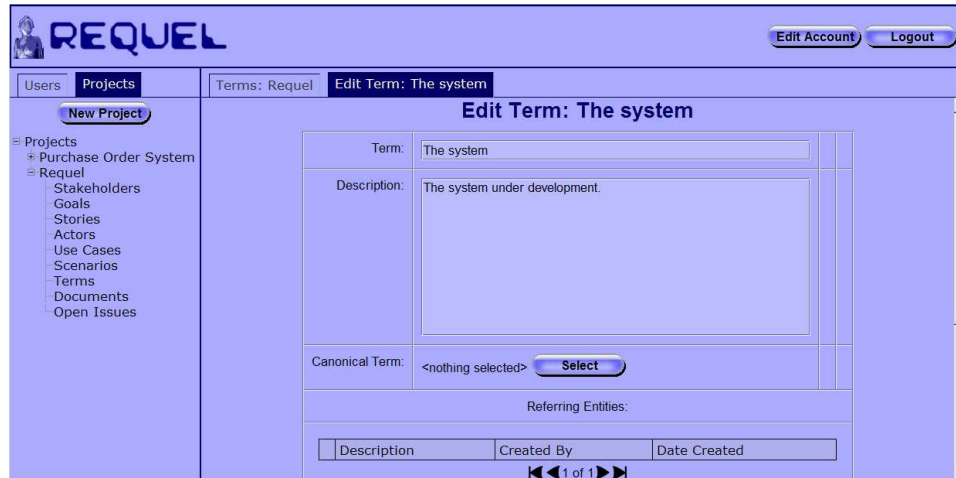 REQUEL
Edit Account Logout
Users Projects
Terms: Requel Edit Term: The system
New Project
Projects
Purchase Order System
Requel
Stakeholders
Goals
Stories
Actors
Use Cases
Scenarios
Terms
Documents
Open Issues
Edit Term: The system
Term: The system
Description: The system under development.
Canonical Term: <nothing selected> Select
Referring Entities:
Description Created By Date Created
1 of 1